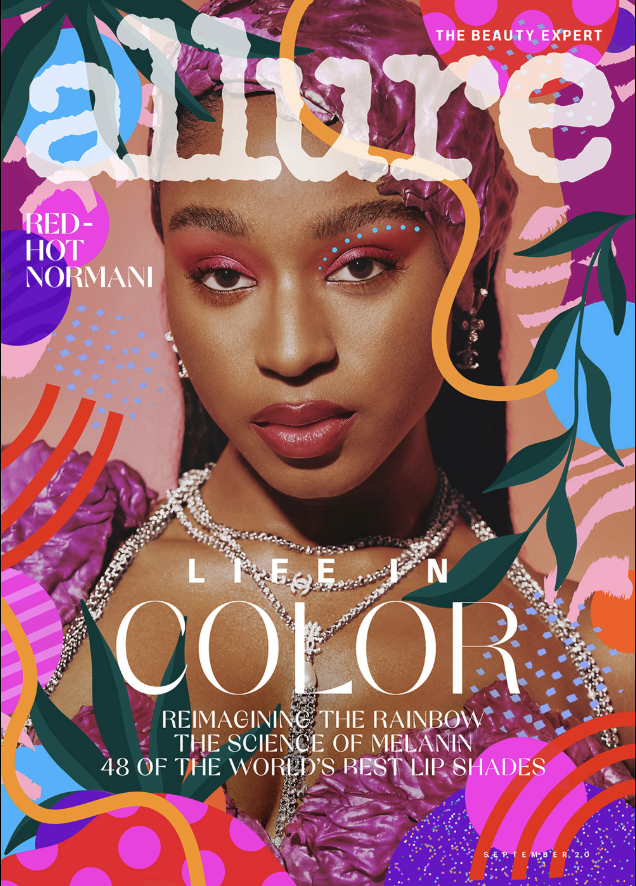 THE BEAUTY EXPERT
allure
RED-
HOT
NORMANI
LIFE IN
COLOR
REIMAGINING THE RAINBOW
THE SCIENCE OF MELANIN
48 OF THE WORLD'S BEST LIP SHADES
SEPTEMBER 20